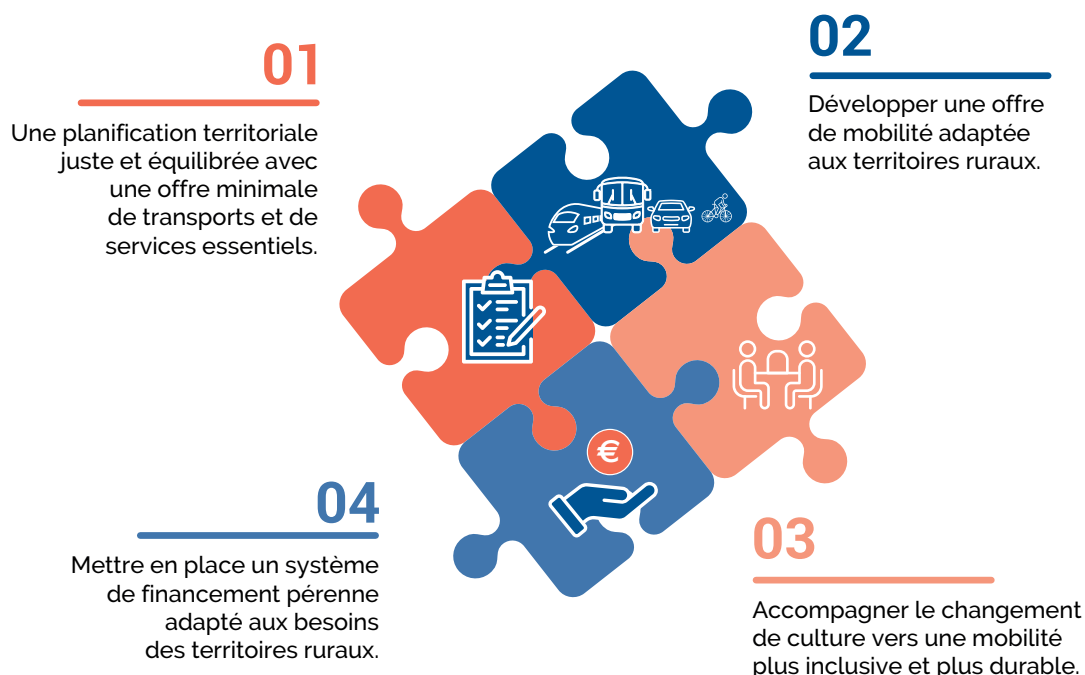 01
Une planification territoriale
juste et équilibrée avec
une offre minimale
de transports et de
services essentiels.
02
Développer une offre
de mobilité adaptée
aux territoires ruraux.
€
04
Mettre en place un système
de financement pérenne
adapté aux besoins
des territoires ruraux.
03
Accompagner le changement
de culture vers une mobilité
plus inclusive et plus durable.